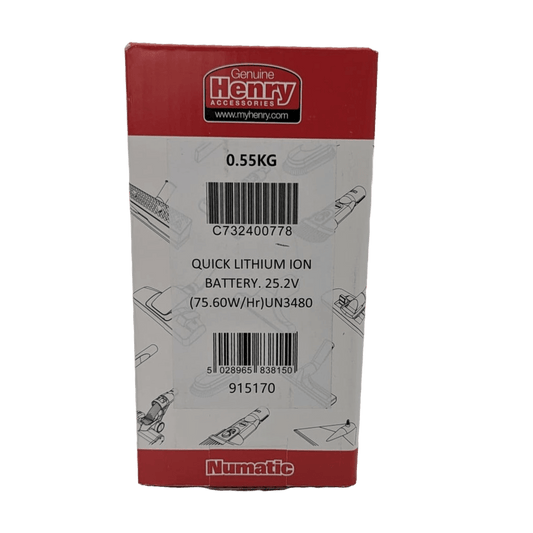 Genuine
Henry
ACCESSORIES
www.myhenry.com
0.55KG
C732400778
QUICK LITHIUM ION
BATTERY. 25.2V
(75.60W/Hr)UN3480
5 028965 838150
915170
Numatic